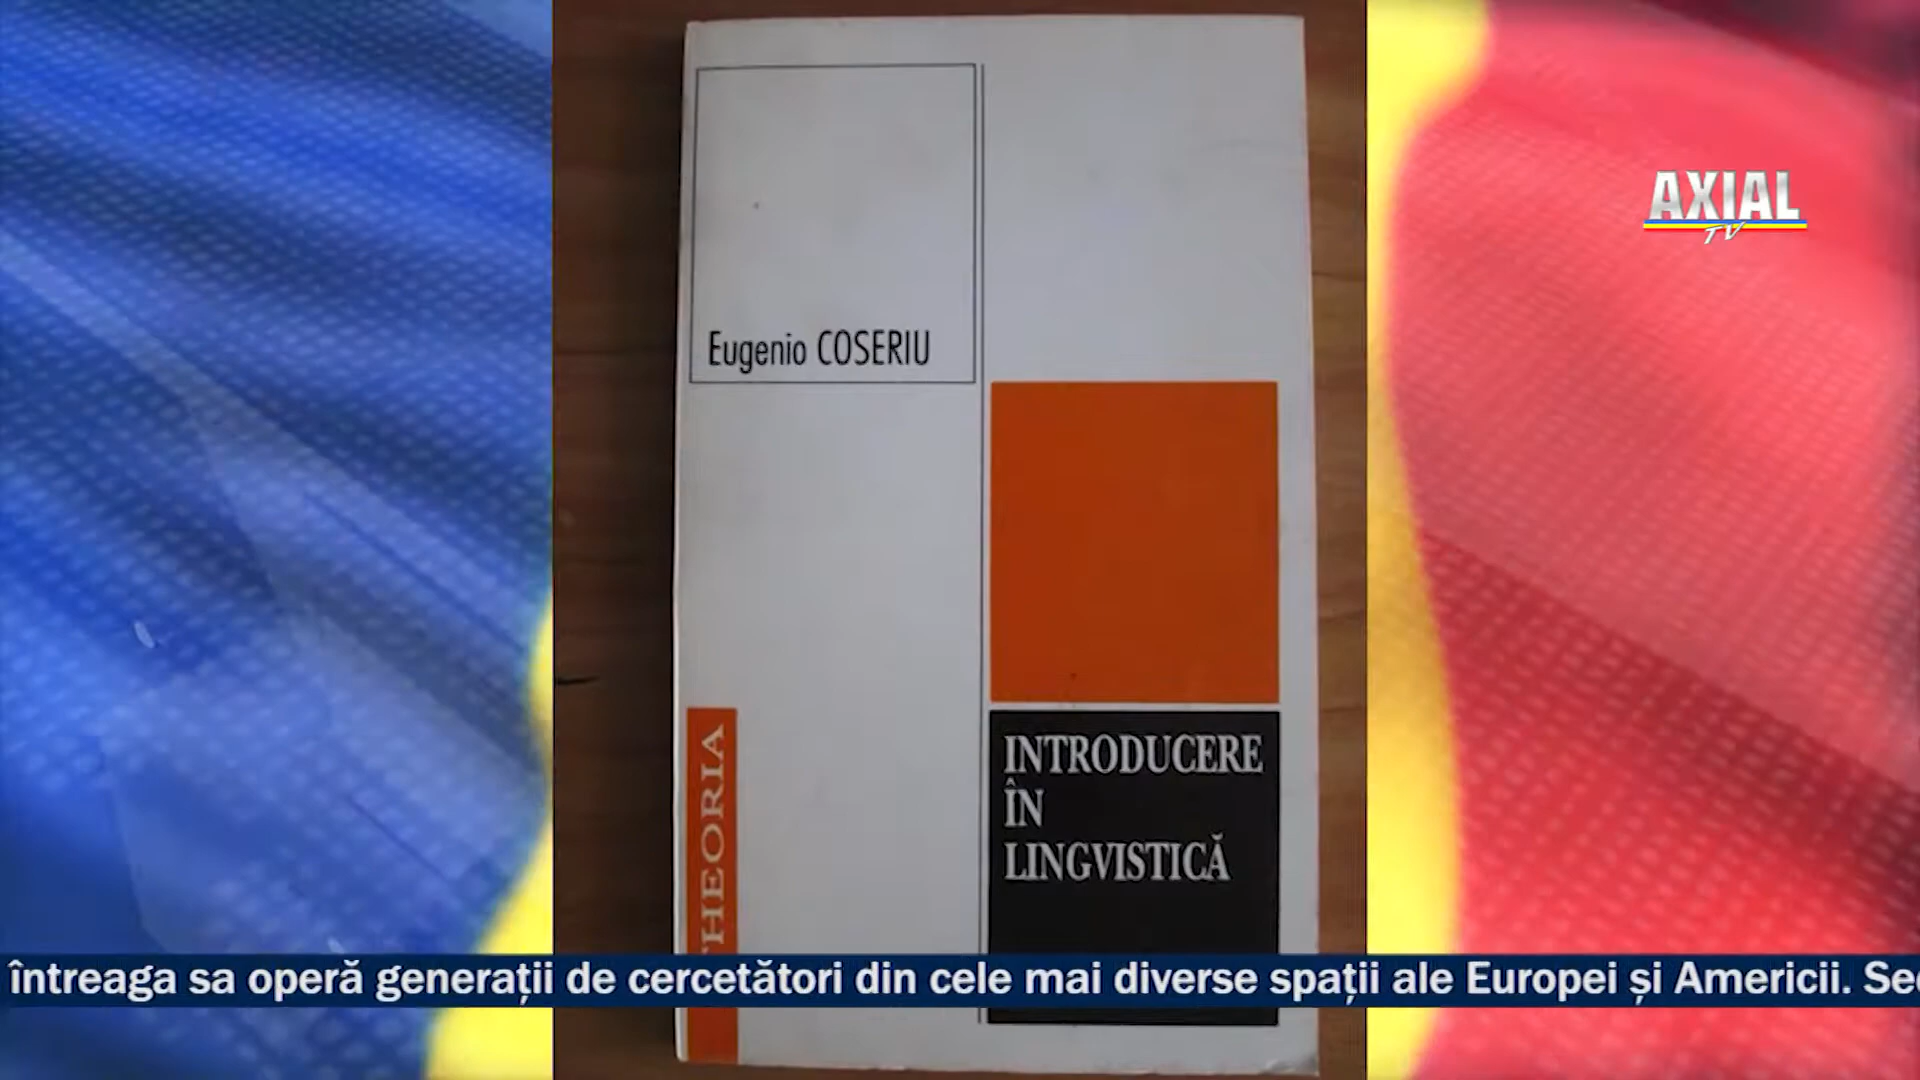 AXIAL
TV
Eugenio COSERIU
INTRODUCERE
ÎN
LINGVISTICĂ
THEORIA
întreaga sa operă generații de cercetători din cele mai diverse spații ale Europei și Americii. Sec